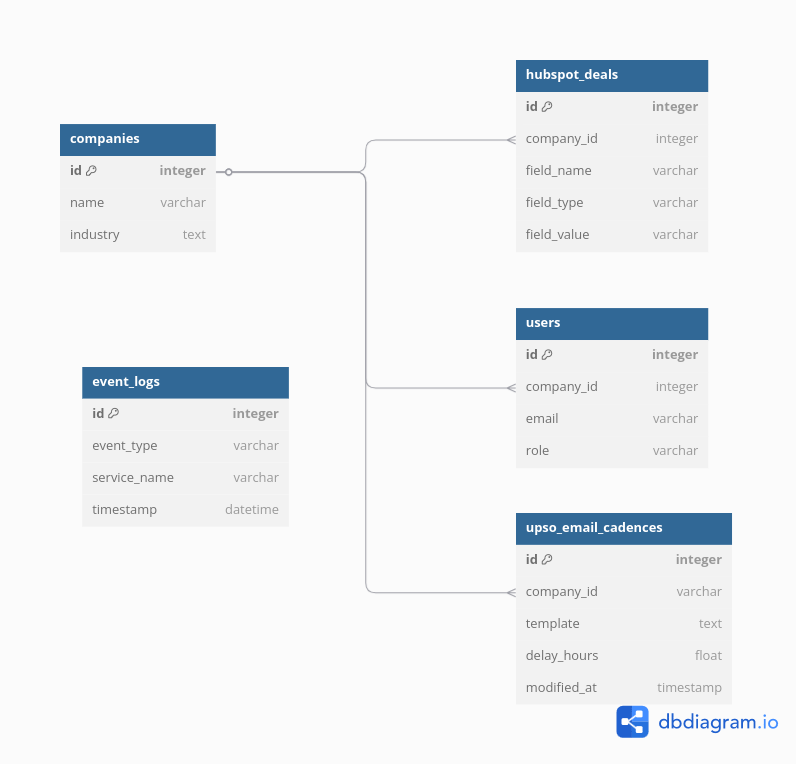 companies
id integer
name varchar
industry text
event_logs
id integer
event_type varchar
service_name varchar
timestamp datetime
hubspot_deals
id integer
company_id integer
field_name varchar
field_type varchar
field_value varchar
users
id integer
company_id integer
email varchar
role varchar
upso_email_cadences
id integer
company_id varchar
template text
delay_hours float
modified_at timestamp
dbdiagram.io